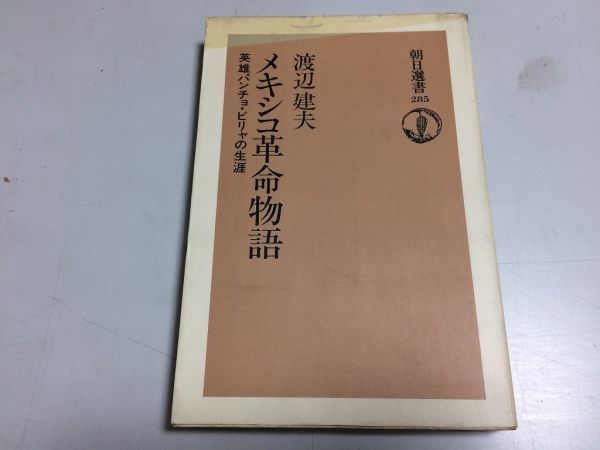 朝日選書
285
渡辺建夫
メキシコ革命物語
英雄パンチョ・ビリャの生涯